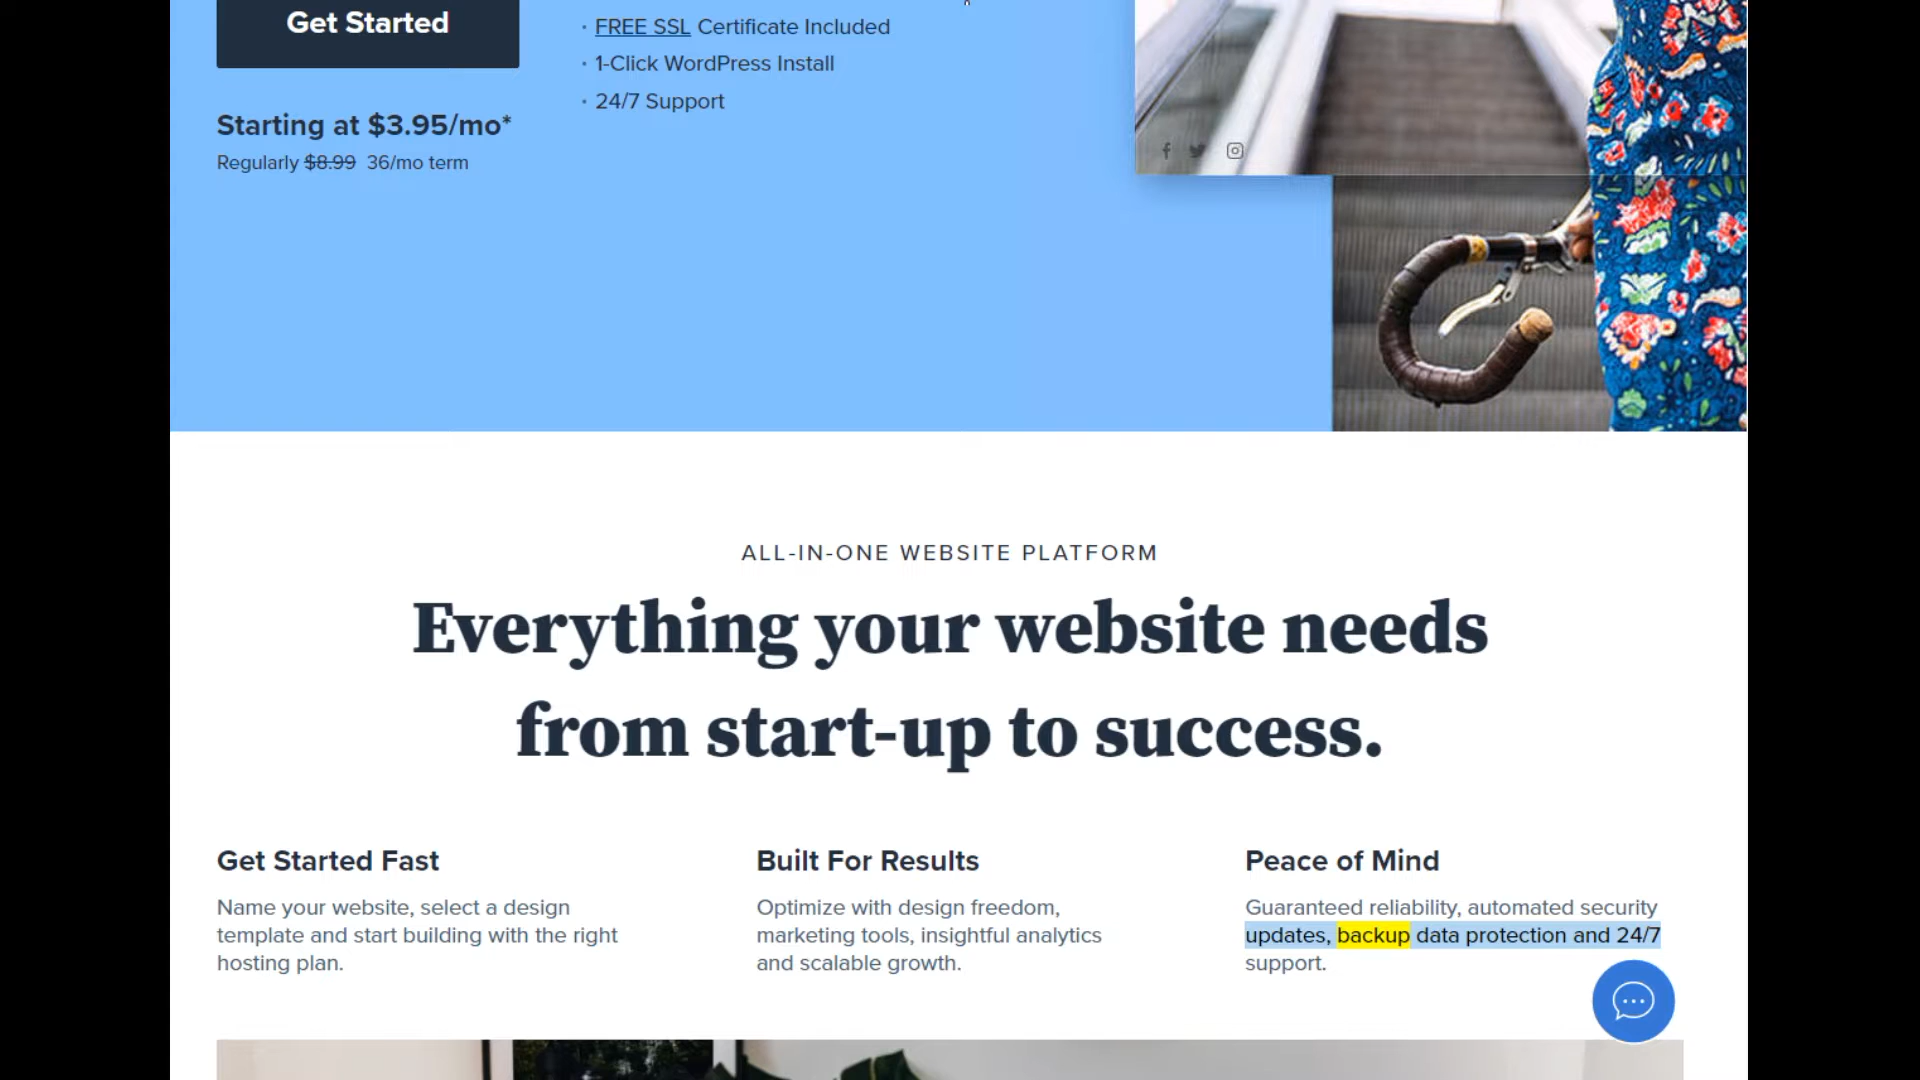 Get Started
Starting at $3.95/mo*
Regularly $8.99 36/mo term
· FREE SSL Certificate Included
· 1-Click WordPress Install
· 24/7 Support
ALL-IN-ONE WEBSITE PLATFORM
Everything your website needs
from start-up to success.
Get Started Fast
Name your website, select a design
template and start building with the right
hosting plan.
Built For Results
Optimize with design freedom,
marketing tools, insightful analytics
and scalable growth.
Peace of Mind
Guaranteed reliability, automated security
updates, backup data protection and 24/7
support.